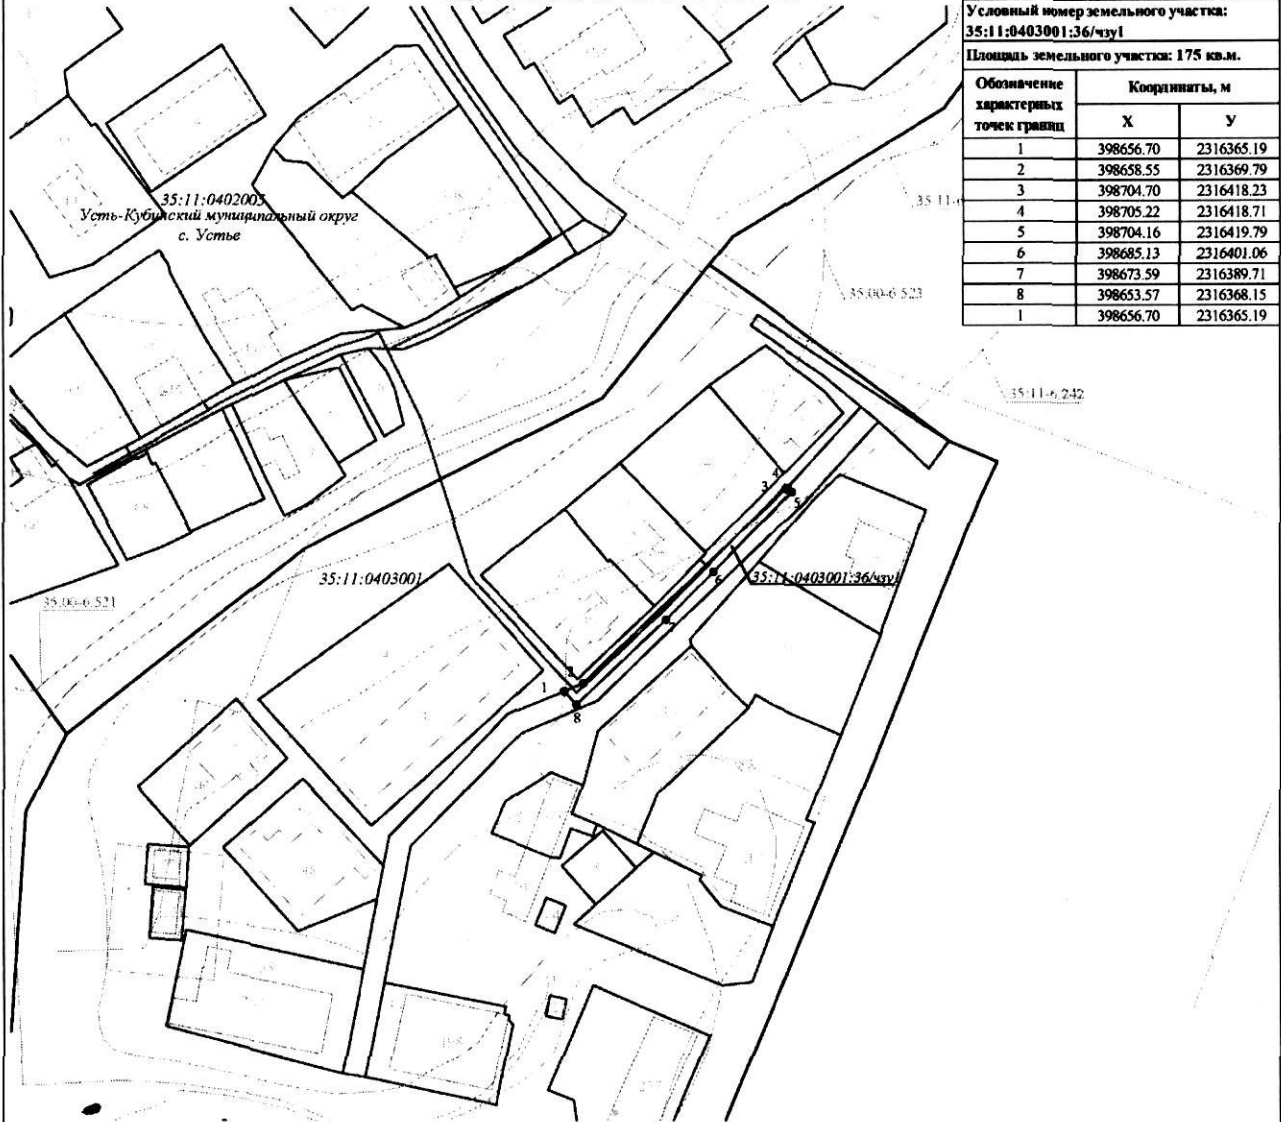 Условный номер земельного участка:
35:11:0403001:36/чзу1
Площадь земельного участка: 175 кв.м.
Обозначение характерных точек границ Координаты, м
X У
1 398656.70 2316365.19
2 398658.55 2316369.79
3 398704.70 2316418.23
4 398705.22 2316418.71
5 398704.16 2316419.79
6 398685.13 2316401.06
7 398673.59 2316389.71
8 398653.57 2316368.15
1 398656.70 2316365.19
35:11:0402005
Усть-Кубинский муниципальный округ
с. Устье
35:00-6.523
35:11-6.242
4
3
5
35:11:0403001
6
35:11:0403001:36/чзу1
35:00-6.521
7
2
1
8